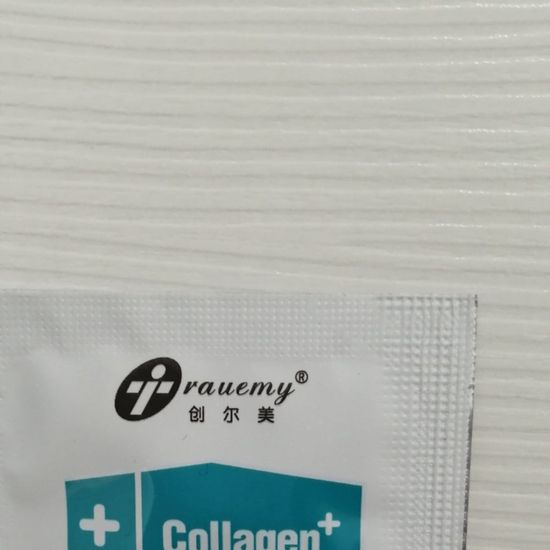 Trauemy®
创尔美
Collagen+